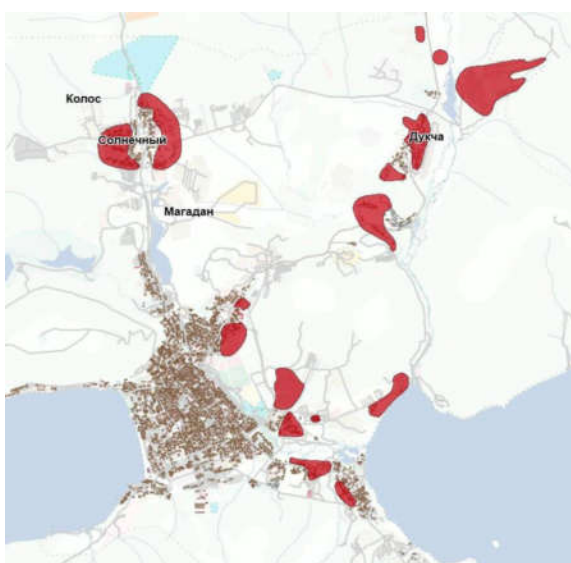 Колос
Солнечный
Дукча
Магадан